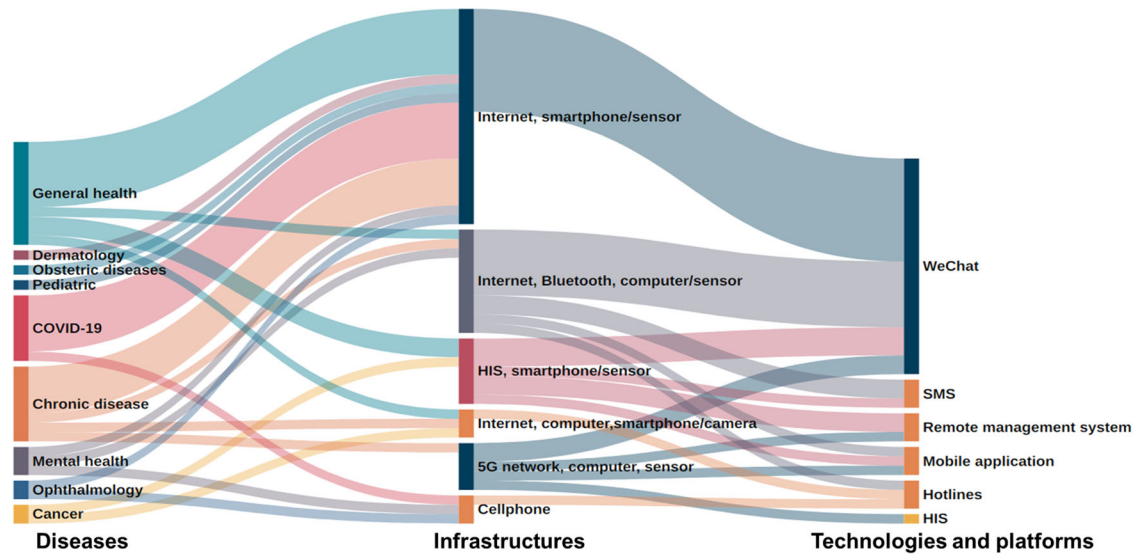 General health
Dermatology
Obstetric diseases
Pediatric
COVID-19
Chronic disease
Mental health
Ophthalmology
Cancer
Diseases
Internet, smartphone/sensor
Internet, Bluetooth, computer/sensor
HIS, smartphone/sensor
Internet, computer,smartphone/camera
5G network, computer, sensor
Cellphone
Infrastructures
WeChat
SMS
Remote management system
Mobile application
Hotlines
HIS
Technologies and platforms